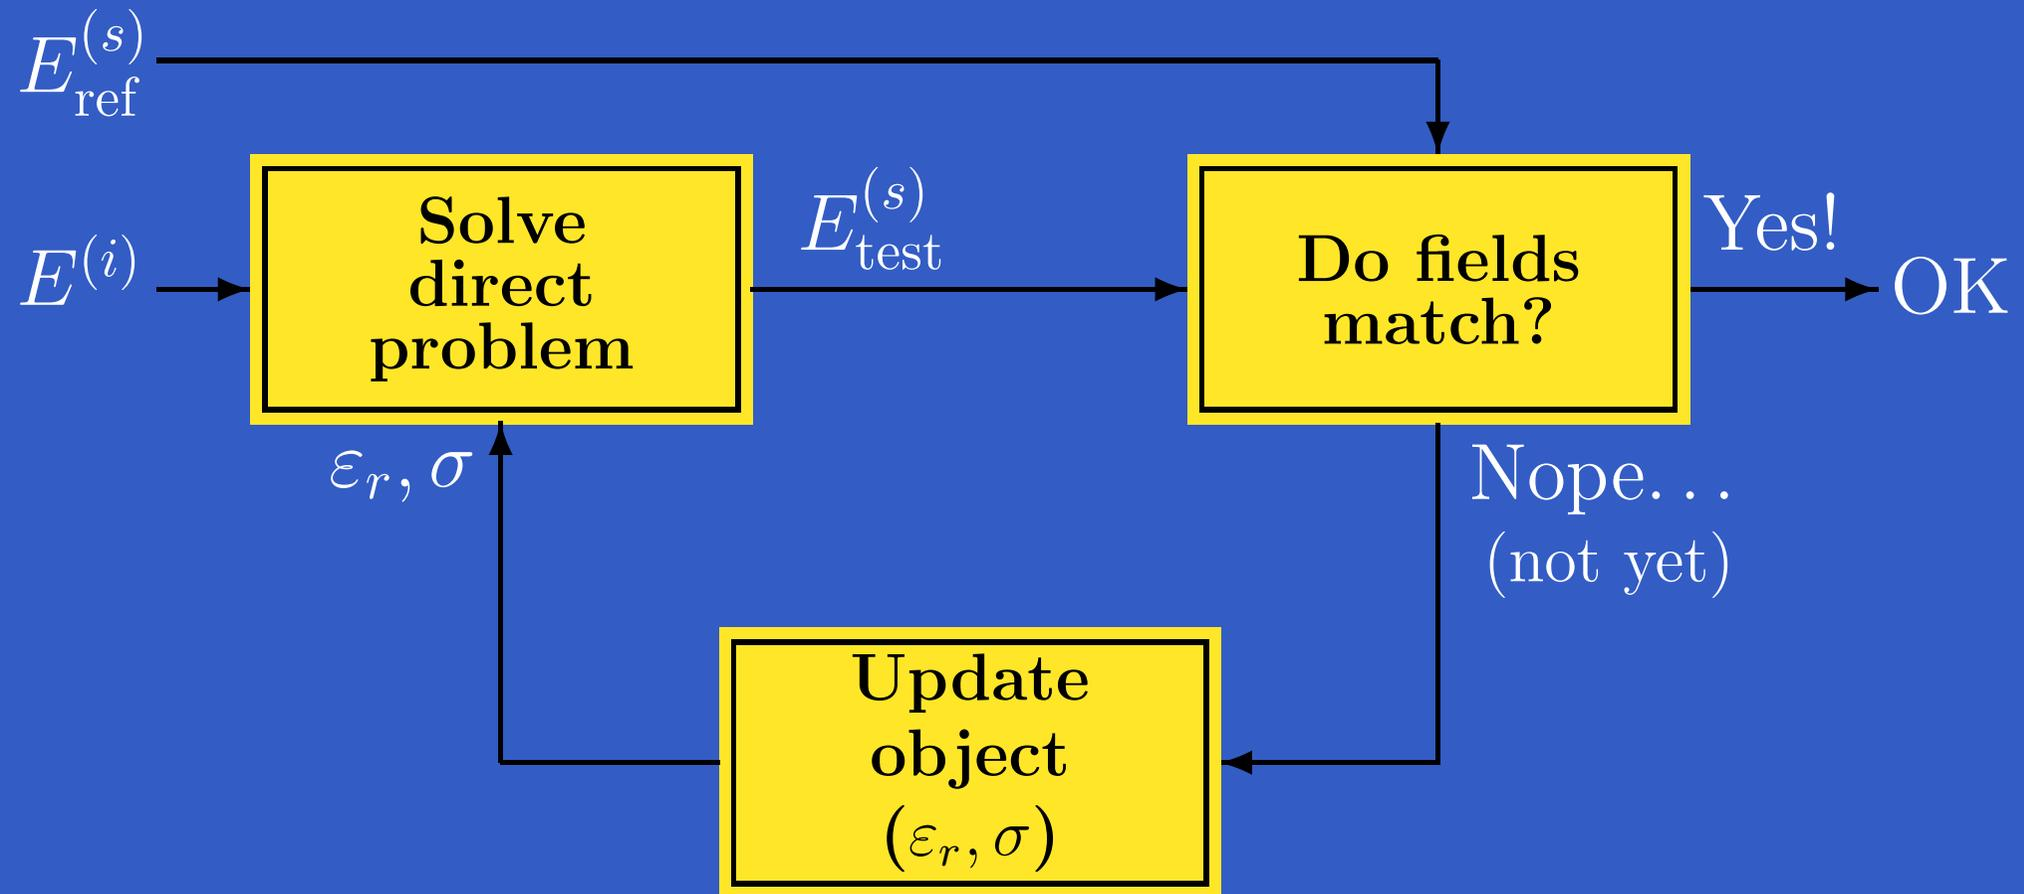 E_ref^(s)
E^(i)
Solve
direct
problem
E_test^(s)
Do fields
match?
Yes!
OK
ε_r, σ
Nope...
(not yet)
Update
object
(ε_r, σ)